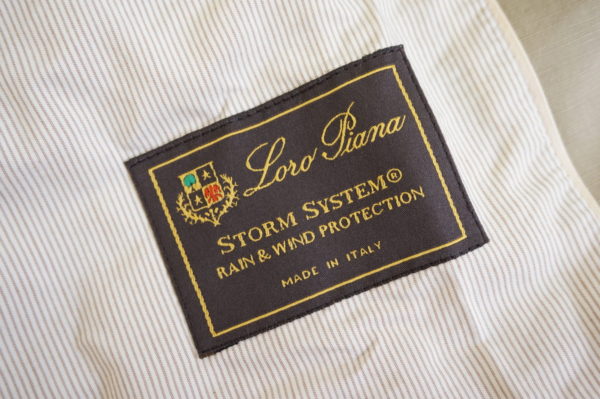 Loro Piana
STORM SYSTEM®
RAIN & WIND PROTECTION
MADE IN ITALY